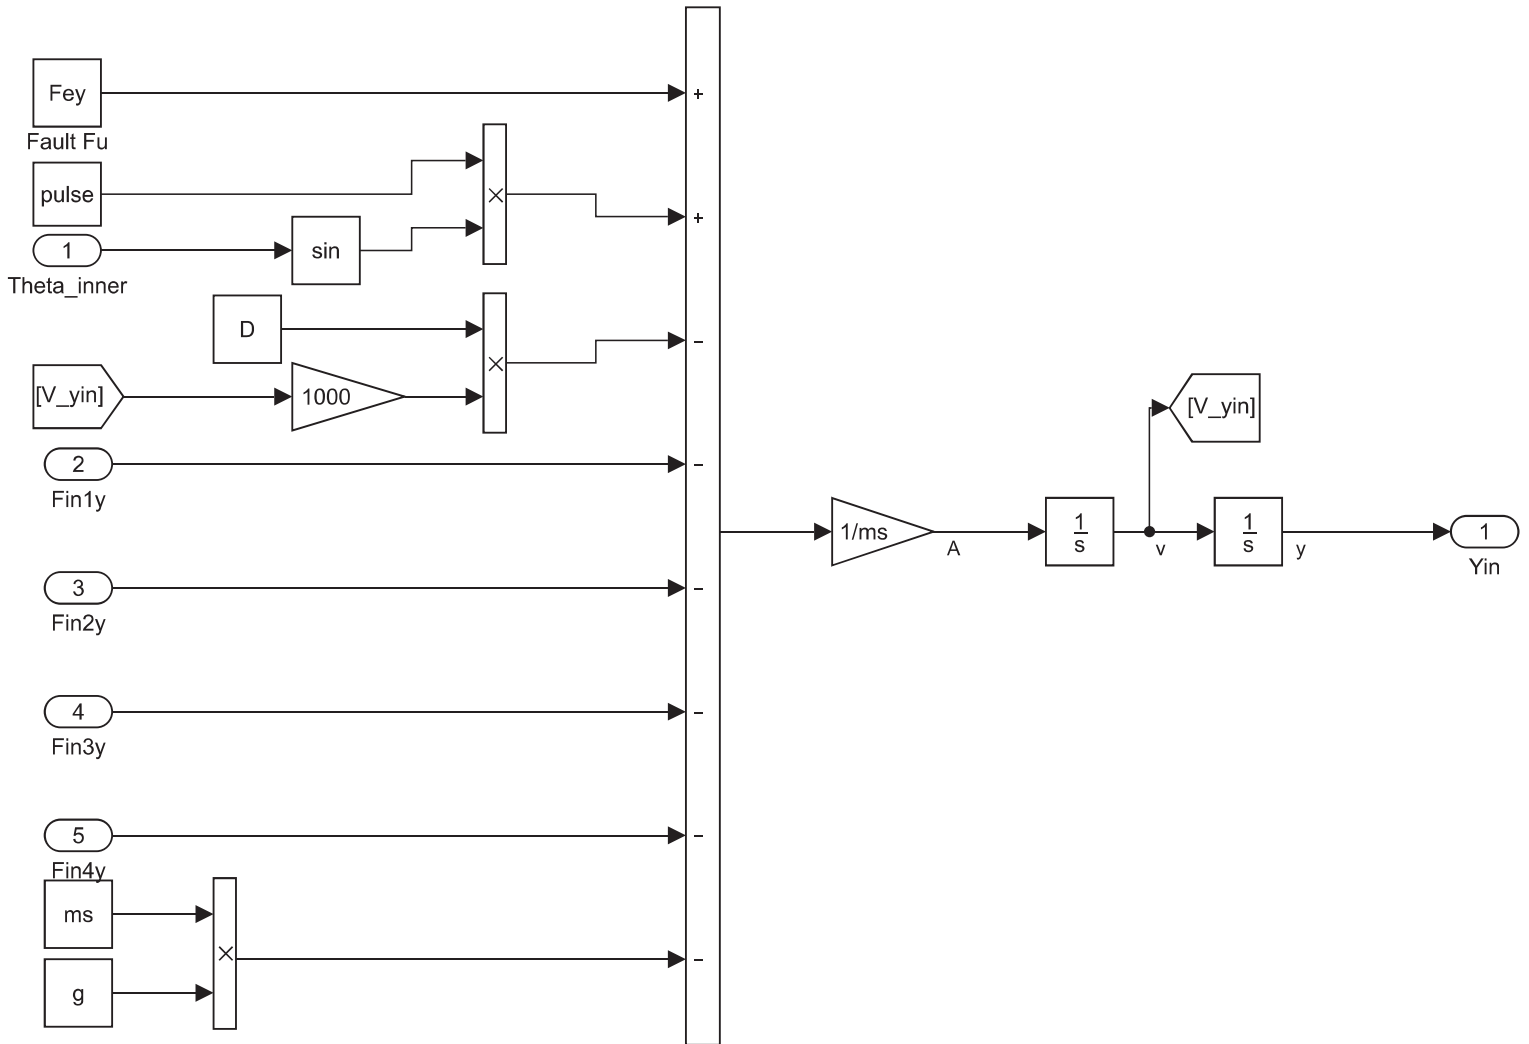 Fey
+
Fault Fu
pulse
×
+
1
sin
Theta_inner
D
×
−
[V_yin]
1000
[V_yin]
2
−
Fin1y
1/ms
A
1
s
v
1
s
y
1
Yin
3
−
Fin2y
4
−
Fin3y
5
−
Fin4y
ms
×
−
g